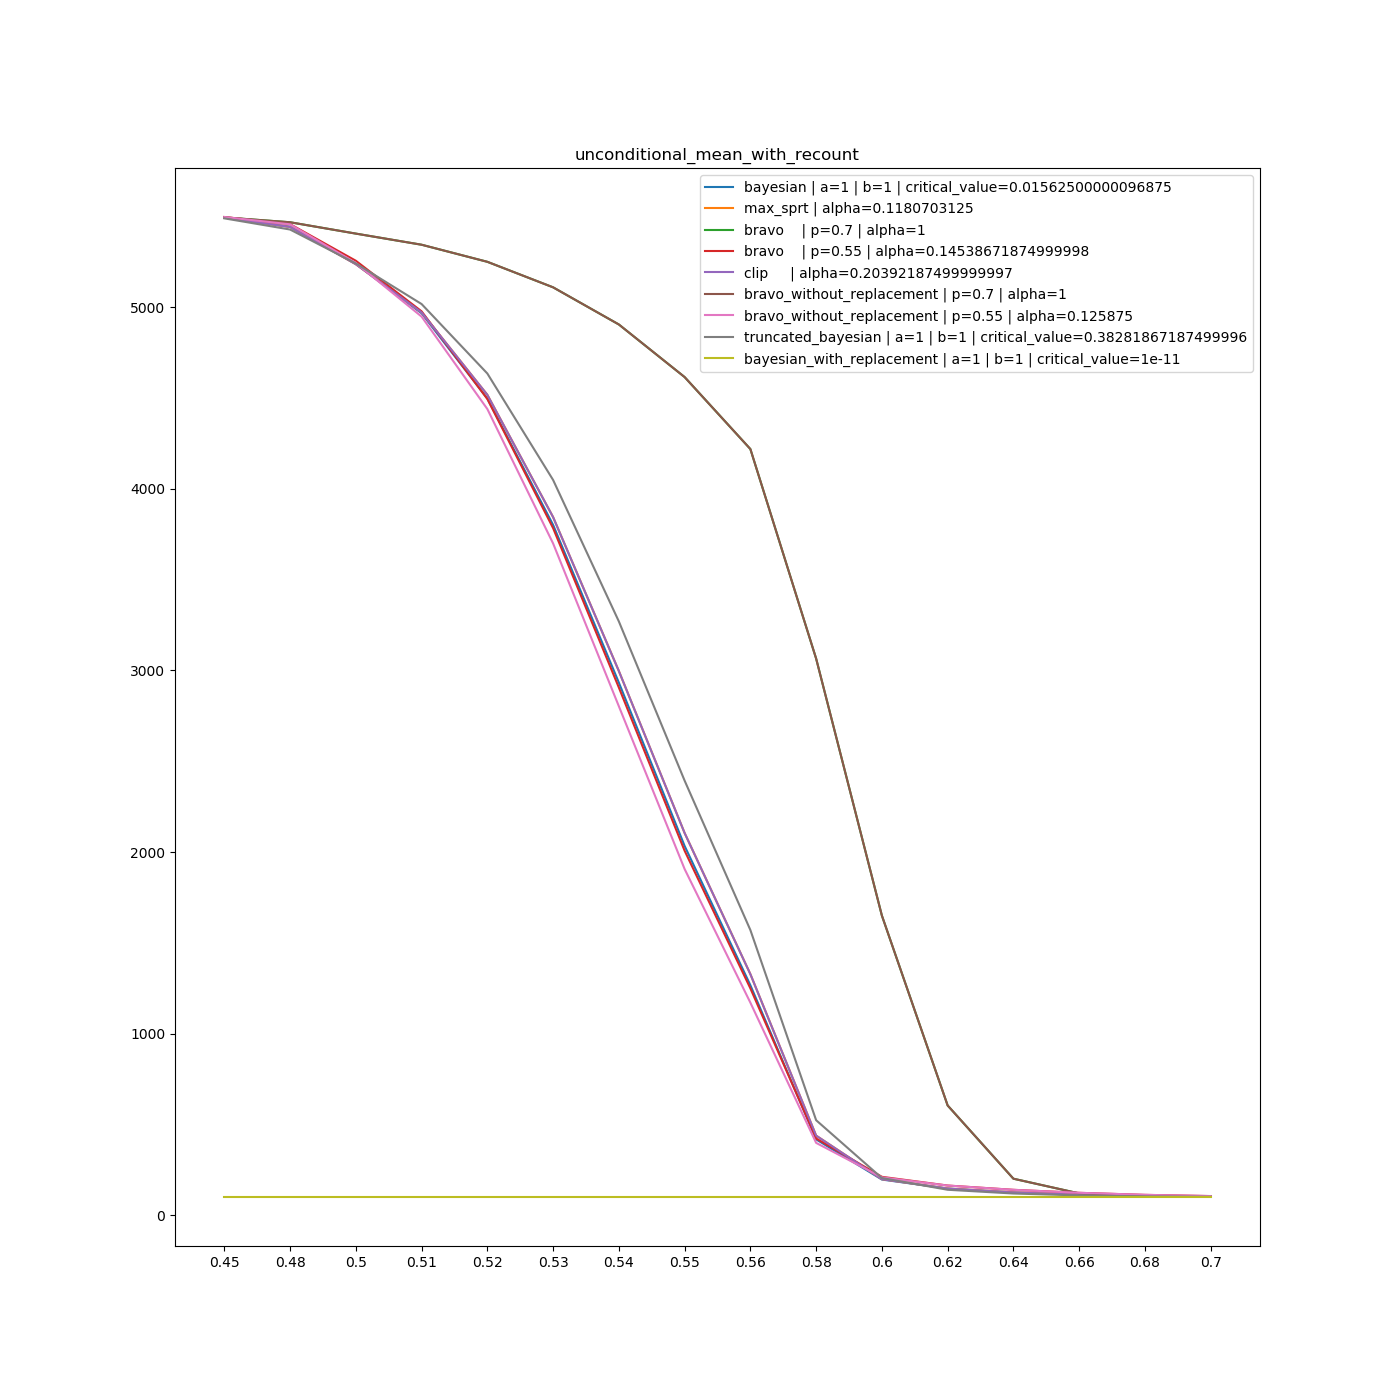 unconditional_mean_with_recount
bayesian | a=1 | b=1 | critical_value=0.01562500000096875
max_sprt | alpha=0.1180703125
bravo    | p=0.7 | alpha=1
bravo    | p=0.55 | alpha=0.14538671874999998
clip     | alpha=0.20392187499999997
bravo_without_replacement | p=0.7 | alpha=1
bravo_without_replacement | p=0.55 | alpha=0.125875
truncated_bayesian | a=1 | b=1 | critical_value=0.38281867187499996
bayesian_with_replacement | a=1 | b=1 | critical_value=1e-11
5000
4000
3000
2000
1000
0
0.45 0.48 0.5 0.51 0.52 0.53 0.54 0.55 0.56 0.58 0.6 0.62 0.64 0.66 0.68 0.7